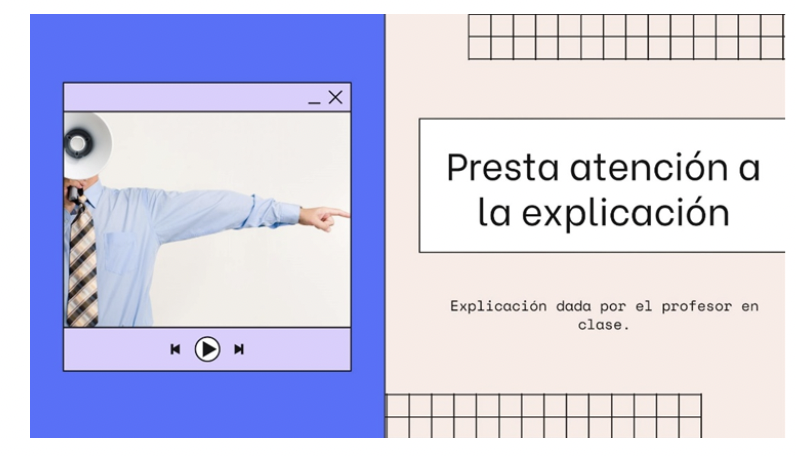 Presta atención a
la explicación
Explicación dada por el profesor en
clase.